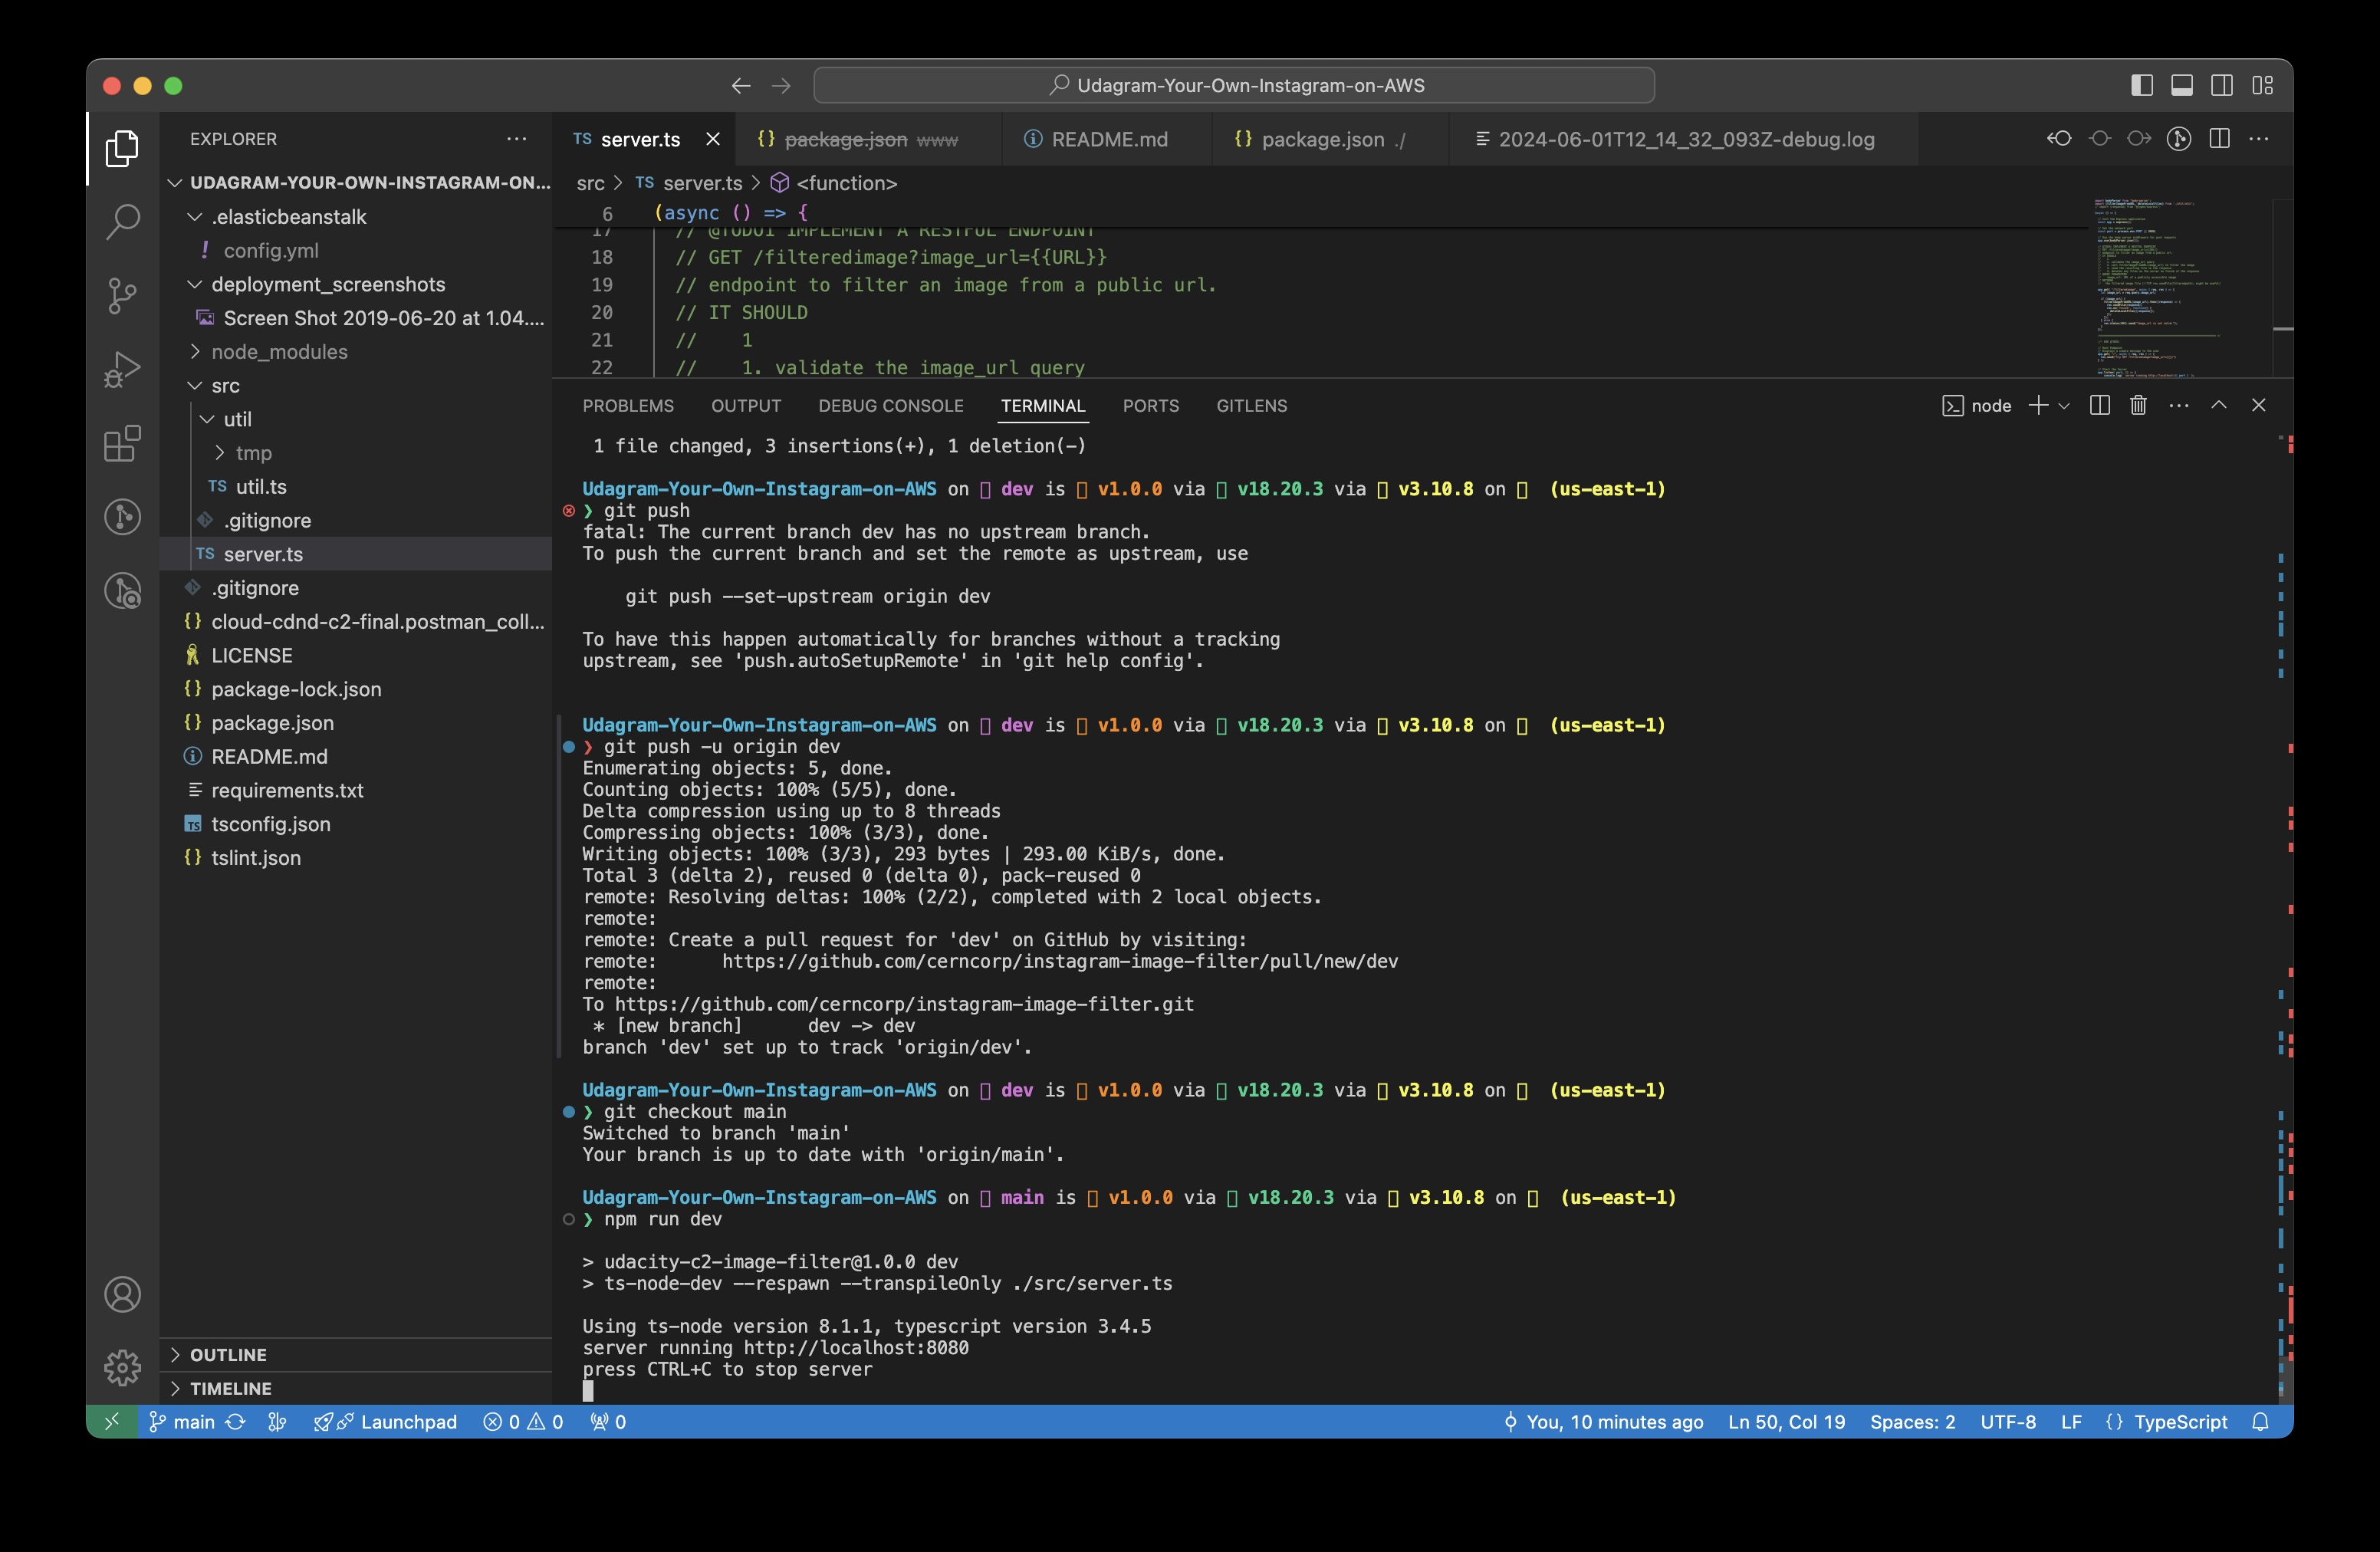 Udagram-Your-Own-Instagram-on-AWS
EXPLORER
UDAGRAM-YOUR-OWN-INSTAGRAM-ON...
.elasticbeanstalk
config.yml
deployment_screenshots
Screen Shot 2019-06-20 at 1.04....
node_modules
src
util
tmp
TS util.ts
.gitignore
TS server.ts
.gitignore
{} cloud-cdnd-c2-final.postman_coll...
LICENSE
{} package-lock.json
{} package.json
README.md
requirements.txt
TS tsconfig.json
{} tslint.json
OUTLINE
TIMELINE
TS server.ts
{} package.json www
README.md
{} package.json ./
2024-06-01T12_14_32_093Z-debug.log
src > TS server.ts > <function>
6 (async () => {
17 // @TODO1 IMPLEMENT A RESTFUL ENDPOINT
18 // GET /filteredimage?image_url={{URL}}
19 // endpoint to filter an image from a public url.
20 // IT SHOULD
21 //    1
22 //    1. validate the image_url query
PROBLEMS OUTPUT DEBUG CONSOLE TERMINAL PORTS GITLENS
node
1 file changed, 3 insertions(+), 1 deletion(-)
Udagram-Your-Own-Instagram-on-AWS on dev is v1.0.0 via v18.20.3 via v3.10.8 on (us-east-1)
❯ git push
fatal: The current branch dev has no upstream branch.
To push the current branch and set the remote as upstream, use
git push --set-upstream origin dev
To have this happen automatically for branches without a tracking
upstream, see 'push.autoSetupRemote' in 'git help config'.
Udagram-Your-Own-Instagram-on-AWS on dev is v1.0.0 via v18.20.3 via v3.10.8 on (us-east-1)
❯ git push -u origin dev
Enumerating objects: 5, done.
Counting objects: 100% (5/5), done.
Delta compression using up to 8 threads
Compressing objects: 100% (3/3), done.
Writing objects: 100% (3/3), 293 bytes | 293.00 KiB/s, done.
Total 3 (delta 2), reused 0 (delta 0), pack-reused 0
remote: Resolving deltas: 100% (2/2), completed with 2 local objects.
remote:
remote: Create a pull request for 'dev' on GitHub by visiting:
remote:      https://github.com/cerncorp/instagram-image-filter/pull/new/dev
remote:
To https://github.com/cerncorp/instagram-image-filter.git
* [new branch]      dev -> dev
branch 'dev' set up to track 'origin/dev'.
Udagram-Your-Own-Instagram-on-AWS on dev is v1.0.0 via v18.20.3 via v3.10.8 on (us-east-1)
❯ git checkout main
Switched to branch 'main'
Your branch is up to date with 'origin/main'.
Udagram-Your-Own-Instagram-on-AWS on main is v1.0.0 via v18.20.3 via v3.10.8 on (us-east-1)
❯ npm run dev
> udacity-c2-image-filter@1.0.0 dev
> ts-node-dev --respawn --transpileOnly ./src/server.ts
Using ts-node version 8.1.1, typescript version 3.4.5
server running http://localhost:8080
press CTRL+C to stop server
main Launchpad 0 0 0 You, 10 minutes ago Ln 50, Col 19 Spaces: 2 UTF-8 LF {} TypeScript